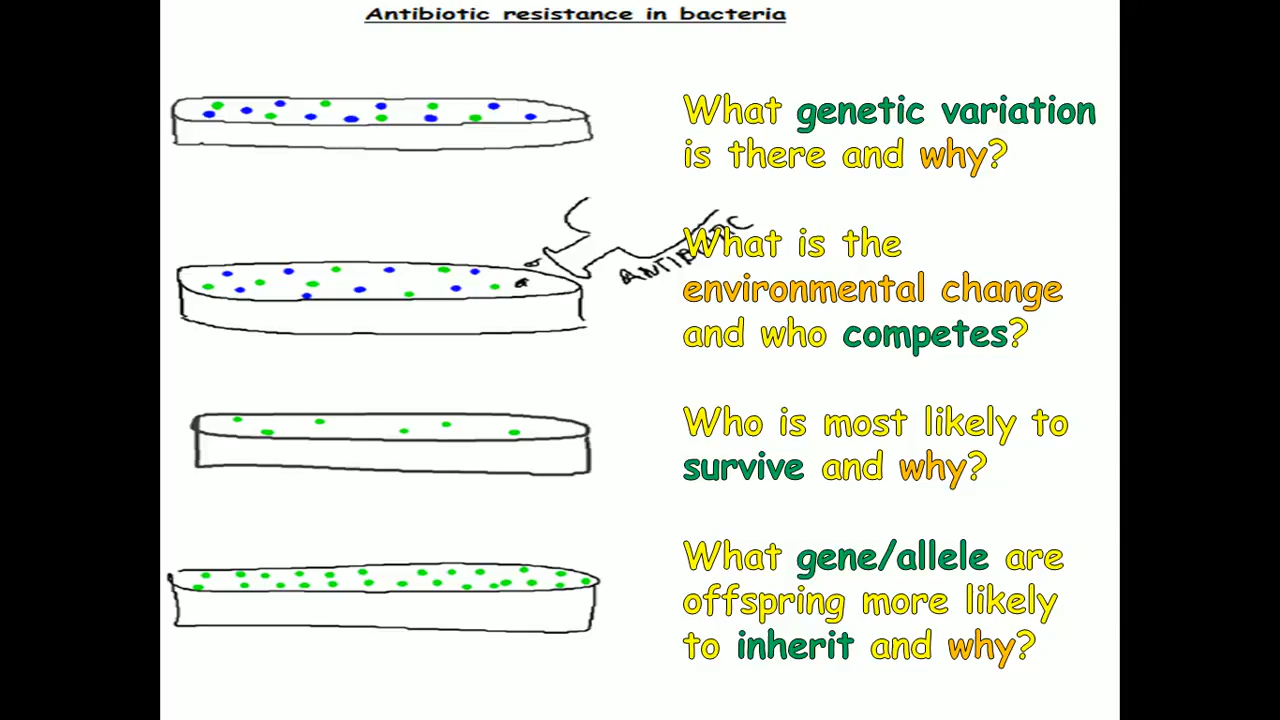 Antibiotic resistance in bacteria
What genetic variation
is there and why?
ANTIBIOTIC
What is the
environmental change
and who competes?
Who is most likely to
survive and why?
What gene/allele are
offspring more likely
to inherit and why?